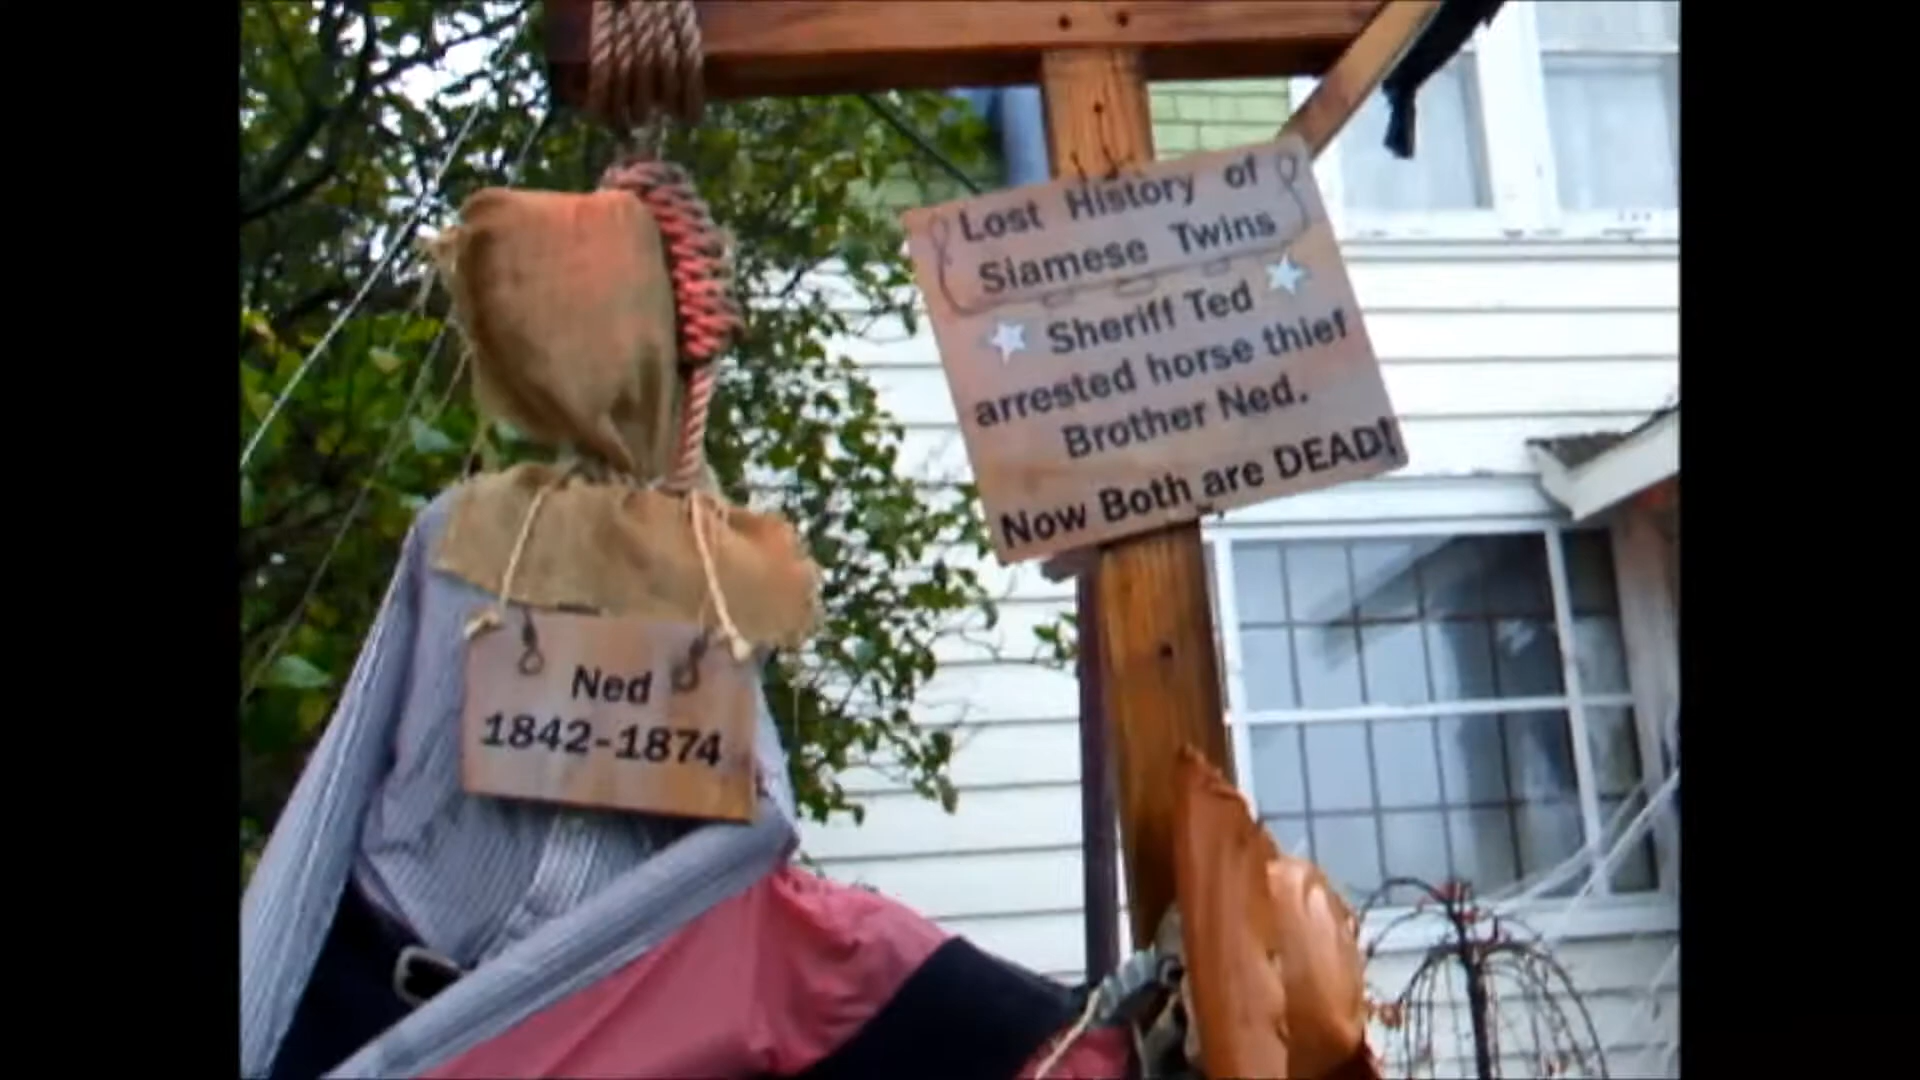 Lost History of
Siamese Twins
Sheriff Ted
arrested horse thief
Brother Ned.
Now Both are DEAD!
Ned
1842-1874